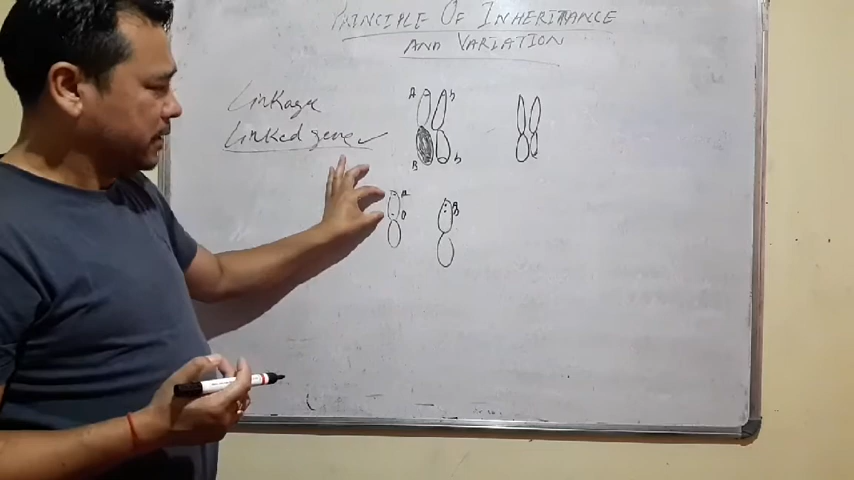 PRINCIPLE OF INHERITANCE
AND VARIATION
Linkage
Linked gene ✓
A b
B b